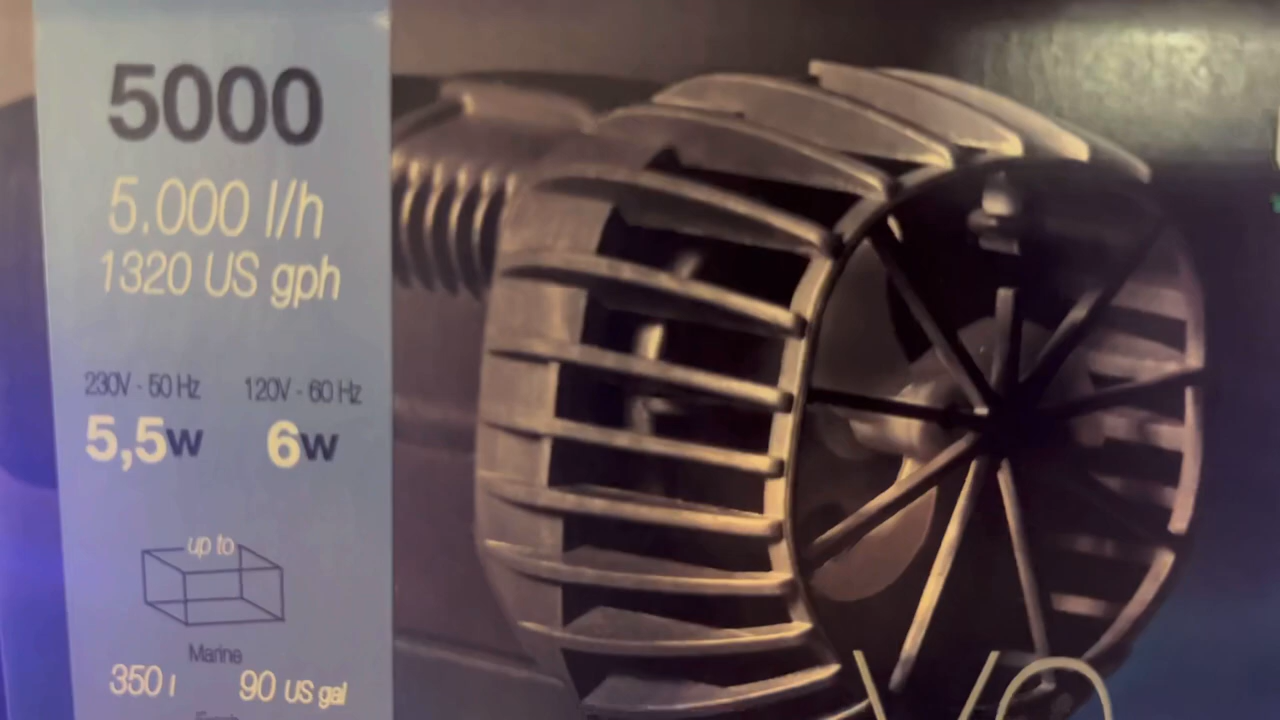 5000
5.000 l/h
1320 US gph
230V - 50 Hz 120V - 60 Hz
5,5w 6w
up to
Marine
350 l 90 US gal